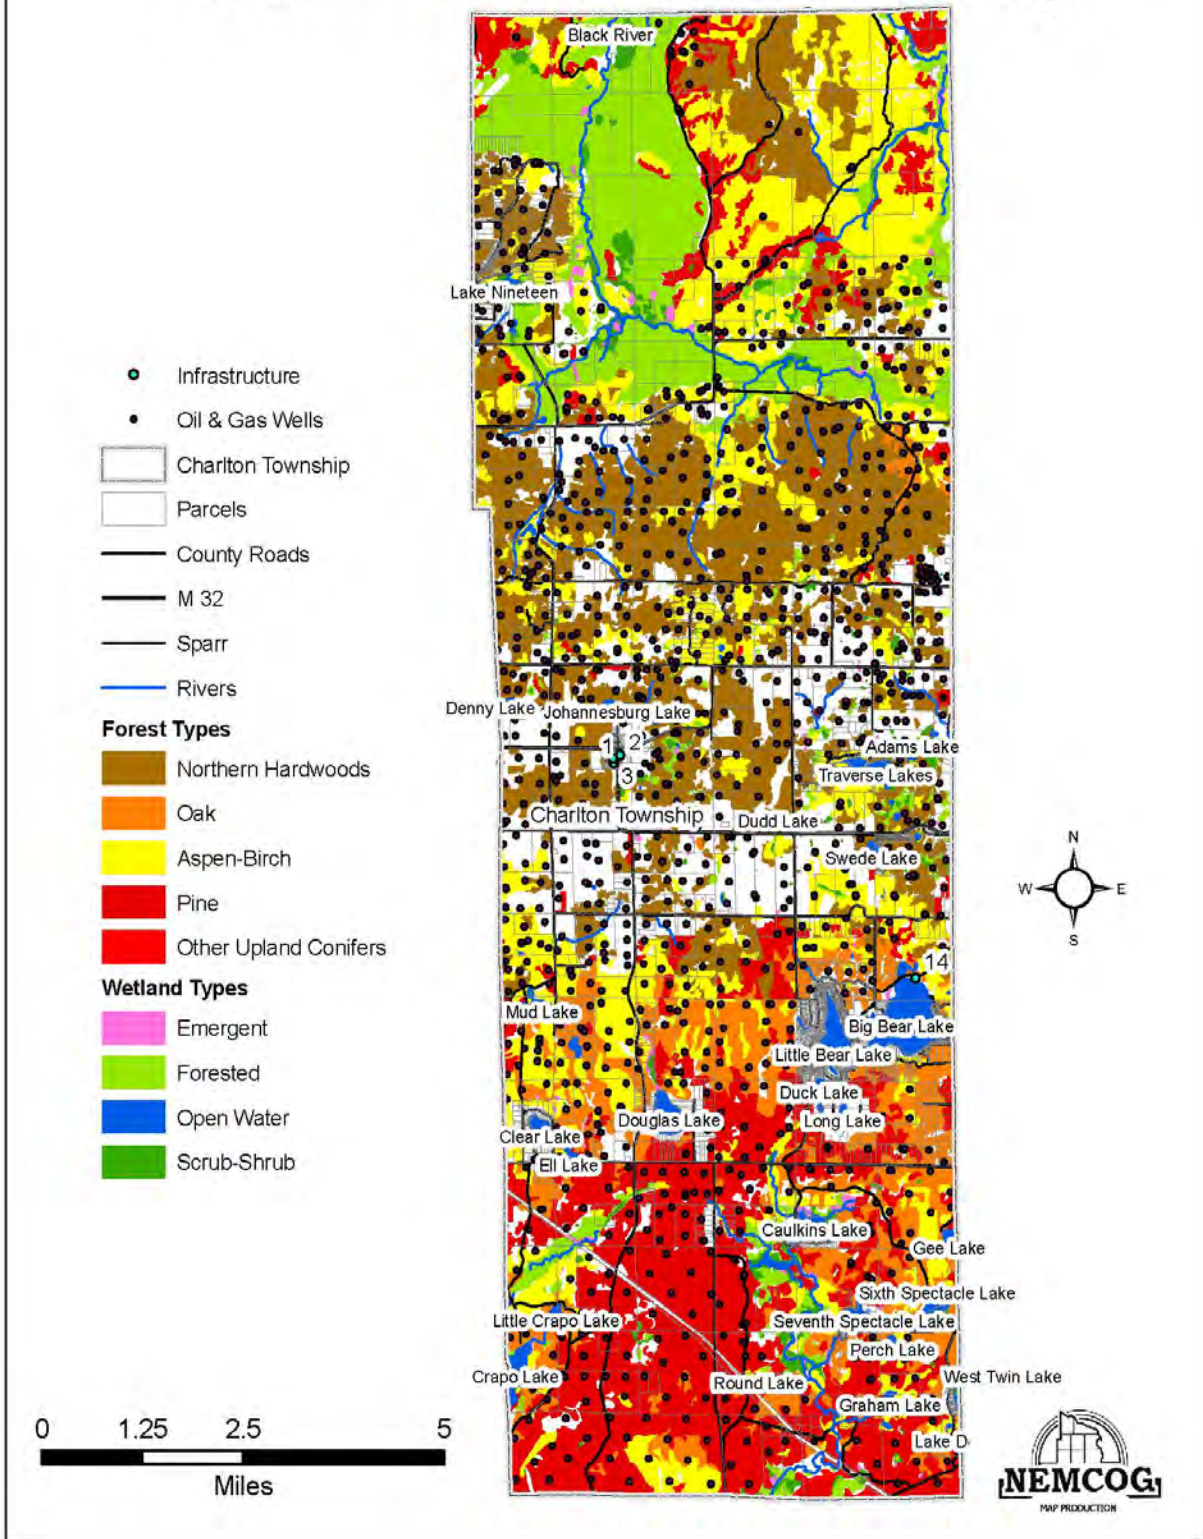 Black River
Lake Nineteen
Infrastructure
Oil & Gas Wells
Charlton Township
Parcels
County Roads
M 32
Sparr
Rivers
Forest Types
Northern Hardwoods
Oak
Aspen-Birch
Pine
Other Upland Conifers
Wetland Types
Emergent
Forested
Open Water
Scrub-Shrub
Denny Lake
Johannesburg Lake
1
2
3
Adams Lake
Traverse Lakes
Charlton Township
Dudd Lake
Swede Lake
14
Mud Lake
Big Bear Lake
Little Bear Lake
Duck Lake
Douglas Lake
Long Lake
Clear Lake
Ell Lake
Caulkins Lake
Gee Lake
Sixth Spectacle Lake
Little Crapo Lake
Seventh Spectacle Lake
Perch Lake
Crapo Lake
Round Lake
West Twin Lake
Graham Lake
Lake D
N
W
E
S
0 1.25 2.5 5
Miles
NEMCOG
MAP PRODUCTION